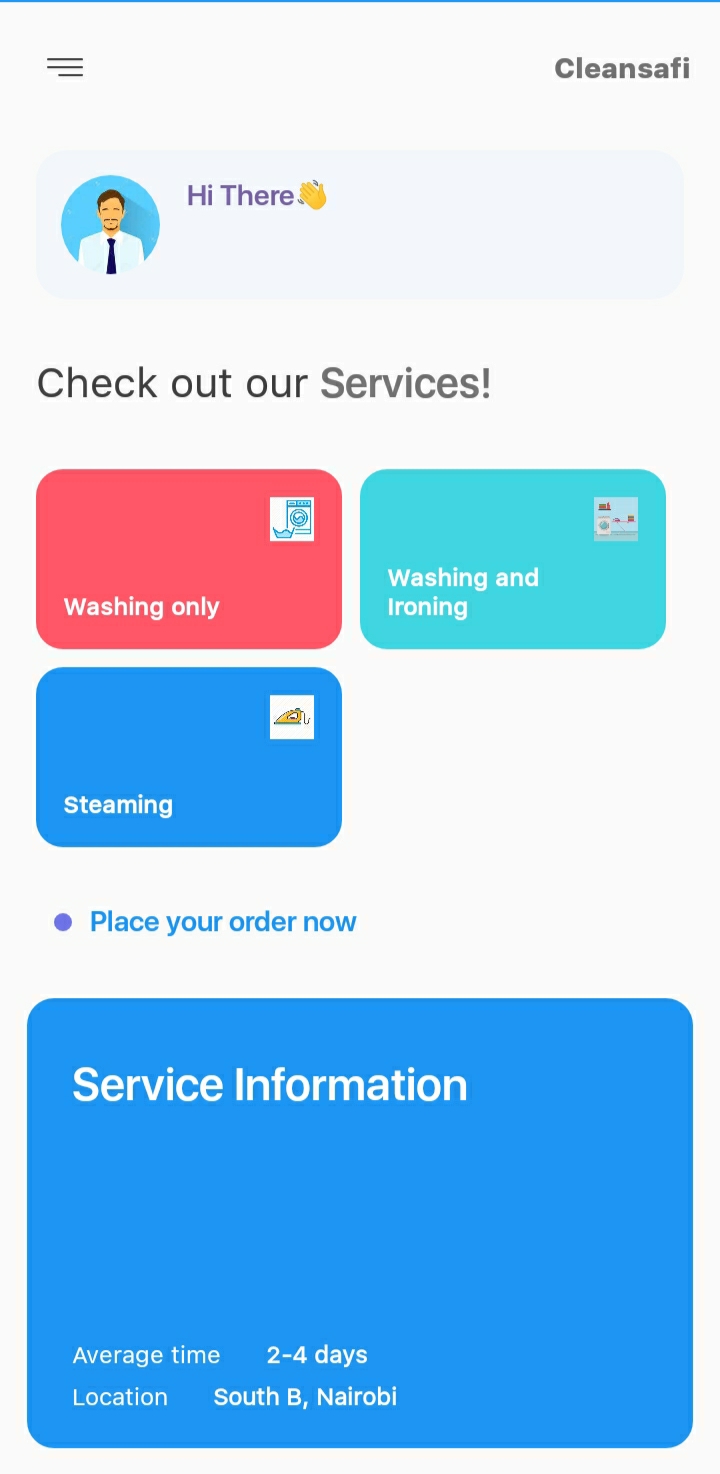 Cleansafi
Hi There👋
Check out our Services!
Washing only
Washing and
Ironing
Steaming
Place your order now
Service Information
Average time 2-4 days
Location South B, Nairobi